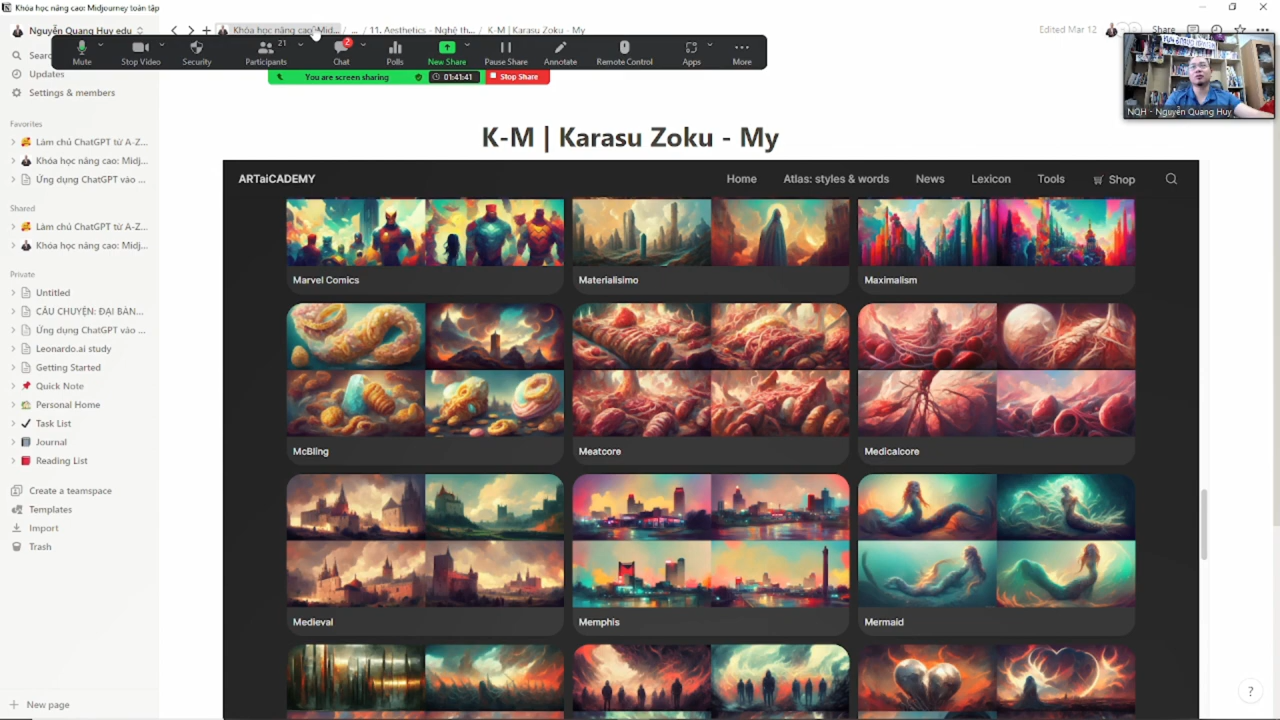 Khóa học nâng cao: Midjourney toàn tập
Nguyễn Quang Huy edu
Khóa học nâng cao: Mid... / ... / 11. Aesthetics - Nghệ th... / K-M | Karasu Zoku - My
Edited Mar 12
Share
Mute
Stop Video
Security
Participants
21
Chat
2
Polls
New Share
Pause Share
Annotate
Remote Control
Apps
More
You are screen sharing
01:41:41
Stop Share
NQH - Nguyễn Quang Huy
Updates
Settings & members
Favorites
Làm chủ ChatGPT từ A-Z...
Khóa học nâng cao: Midj...
Ứng dụng ChatGPT vào ...
Shared
Làm chủ ChatGPT từ A-Z...
Khóa học nâng cao: Midj...
Private
Untitled
CÂU CHUYỆN: ĐẠI BÀN...
Ứng dụng ChatGPT vào ...
Leonardo.ai study
Getting Started
Quick Note
Personal Home
Task List
Journal
Reading List
Create a teamspace
Templates
Import
Trash
New page
K-M | Karasu Zoku - My
ARTaiCADEMY
Home
Atlas: styles & words
News
Lexicon
Tools
Shop
Marvel Comics
Materialisimo
Maximalism
McBling
Meatcore
Medicalcore
Medieval
Memphis
Mermaid
?